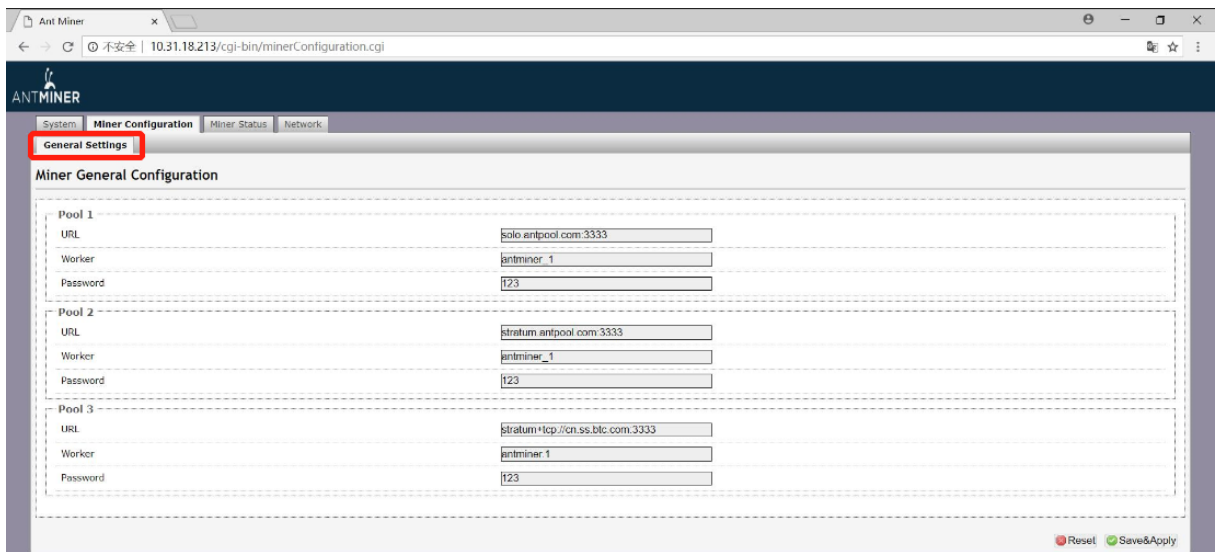 Ant Miner
不安全 | 10.31.18.213/cgi-bin/minerConfiguration.cgi
ANTMINER
System Miner Configuration Miner Status Network
General Settings
Miner General Configuration
Pool 1
URL solo.antpool.com:3333
Worker antminer_1
Password 123
Pool 2
URL stratum.antpool.com:3333
Worker antminer_1
Password 123
Pool 3
URL stratum+tcp://cn.ss.btc.com:3333
Worker antminer.1
Password 123
Reset Save&Apply